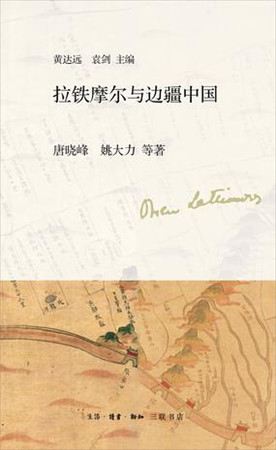 黄达远 袁剑 主编
拉铁摩尔与边疆中国
唐晓峰 姚大力 等著
Owen Lattimore
生活·讀書·新知 三联书店